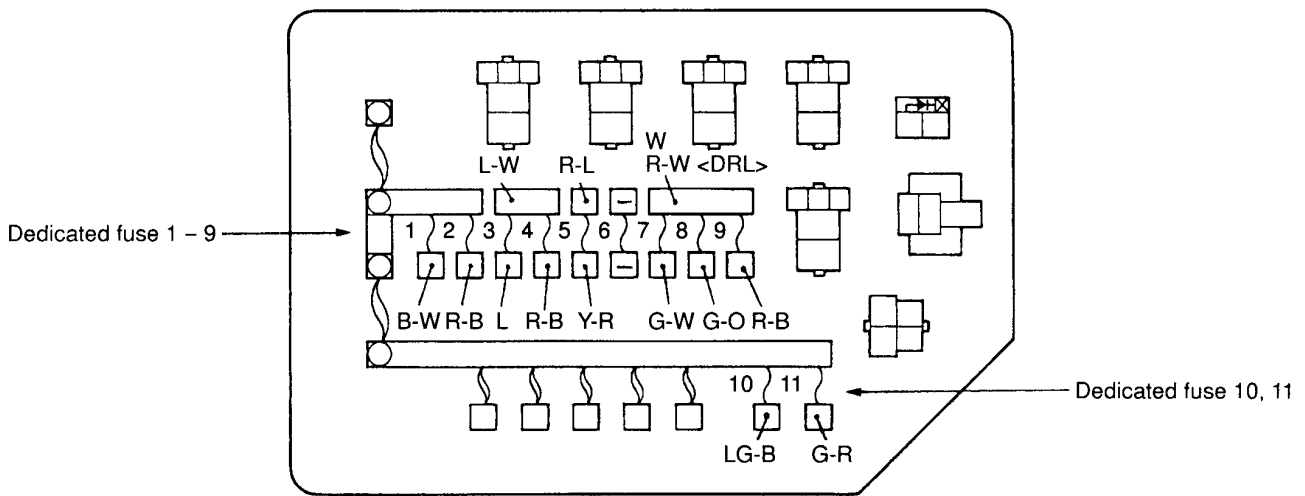 W
L-W R-L R-W <DRL>
Dedicated fuse 1 – 9
1 2 3 4 5 6 7 8 9
B-W R-B L R-B Y-R G-W G-O R-B
10 11
Dedicated fuse 10, 11
LG-B G-R